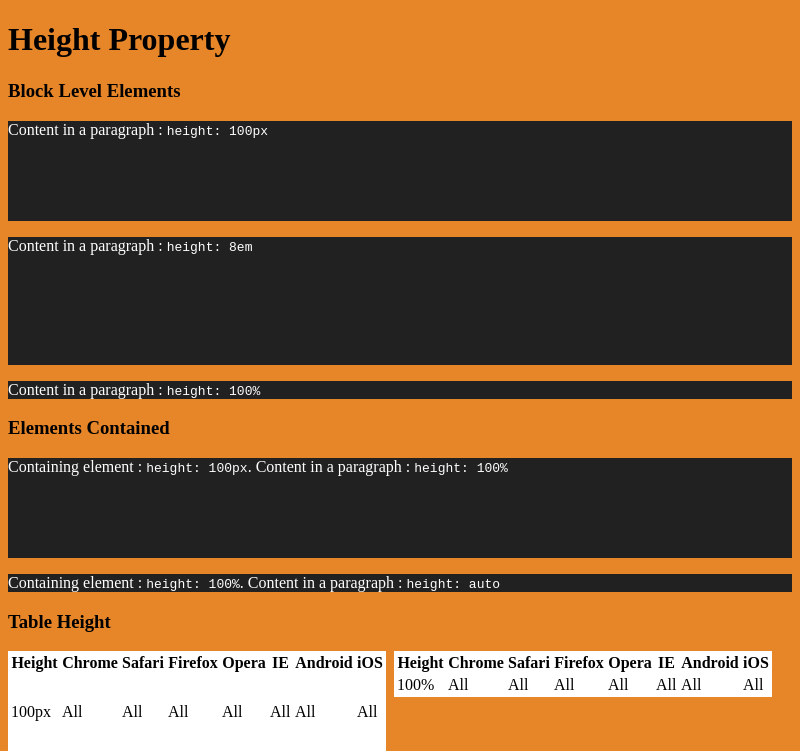 Height Property
Block Level Elements
Content in a paragraph : height: 100px
Content in a paragraph : height: 8em
Content in a paragraph : height: 100%
Elements Contained
Containing element : height: 100px. Content in a paragraph : height: 100%
Containing element : height: 100%. Content in a paragraph : height: auto
Table Height
Height Chrome Safari Firefox Opera IE Android iOS
100px All All All All All All All
Height Chrome Safari Firefox Opera IE Android iOS
100% All All All All All All All